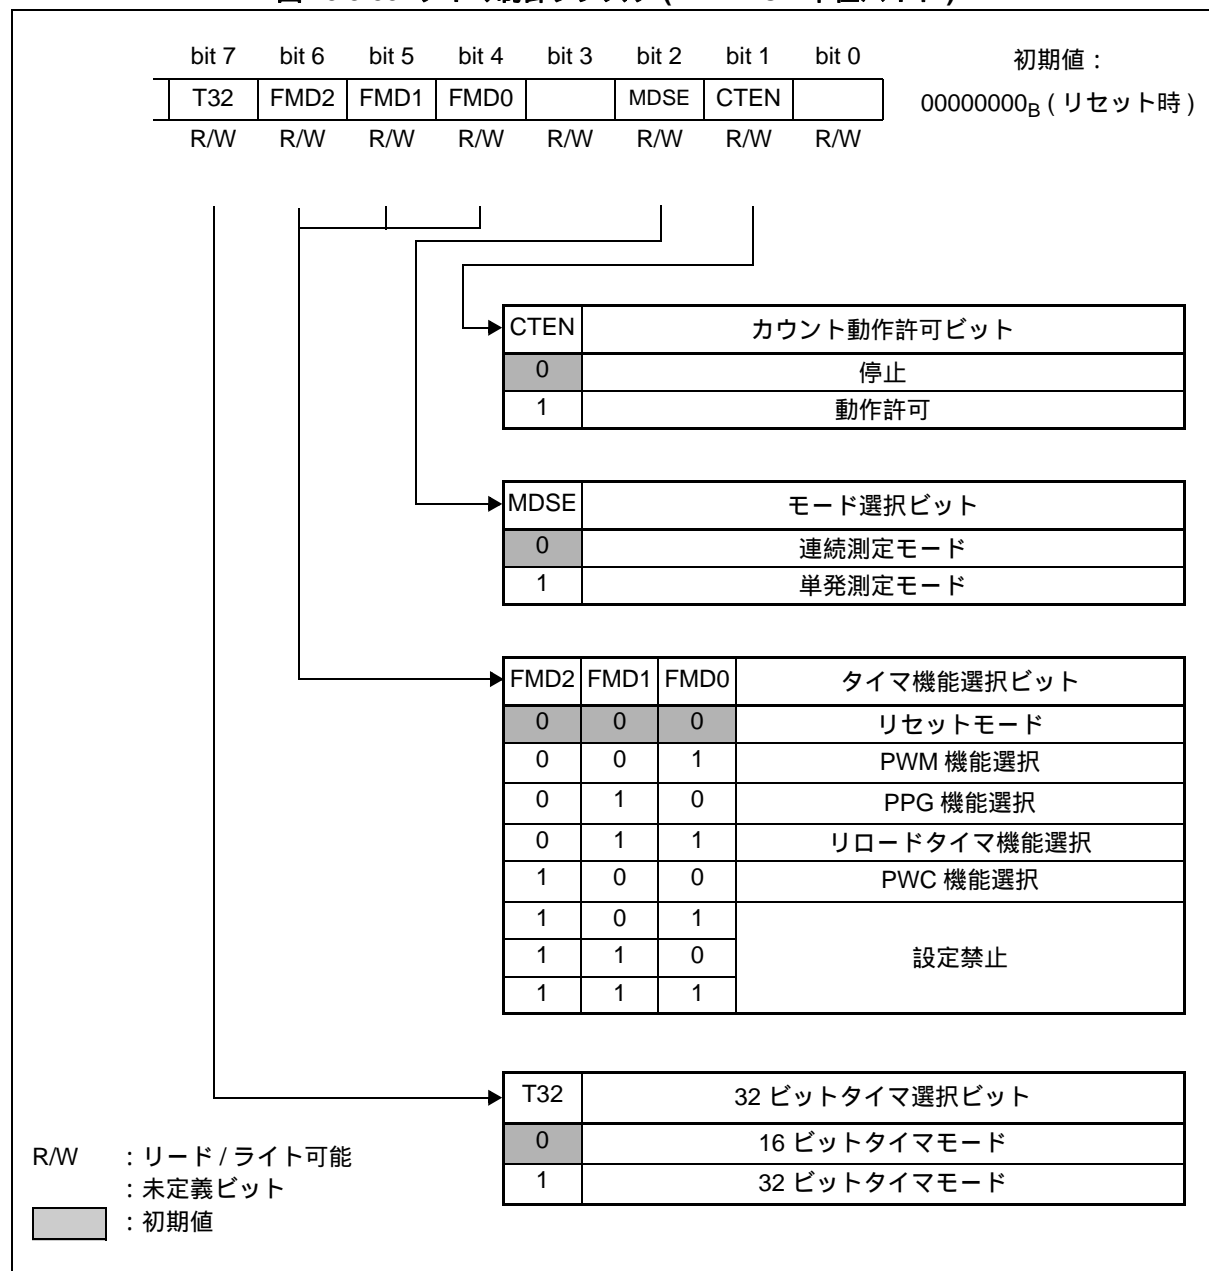 bit 7 bit 6 bit 5 bit 4 bit 3 bit 2 bit 1 bit 0 初期値：
T32 FMD2 FMD1 FMD0 MDSE CTEN 00000000B ( リセット時 )
R/W R/W R/W R/W R/W R/W R/W R/W
CTEN カウント動作許可ビット
0 停止
1 動作許可
MDSE モード選択ビット
0 連続測定モード
1 単発測定モード
FMD2 FMD1 FMD0 タイマ機能選択ビット
0 0 0 リセットモード
0 0 1 PWM 機能選択
0 1 0 PPG 機能選択
0 1 1 リロードタイマ機能選択
1 0 0 PWC 機能選択
1 0 1
1 1 0 設定禁止
1 1 1
T32 32 ビットタイマ選択ビット
0 16 ビットタイマモード
1 32 ビットタイマモード
R/W ：リード / ライト可能
：未定義ビット
：初期値